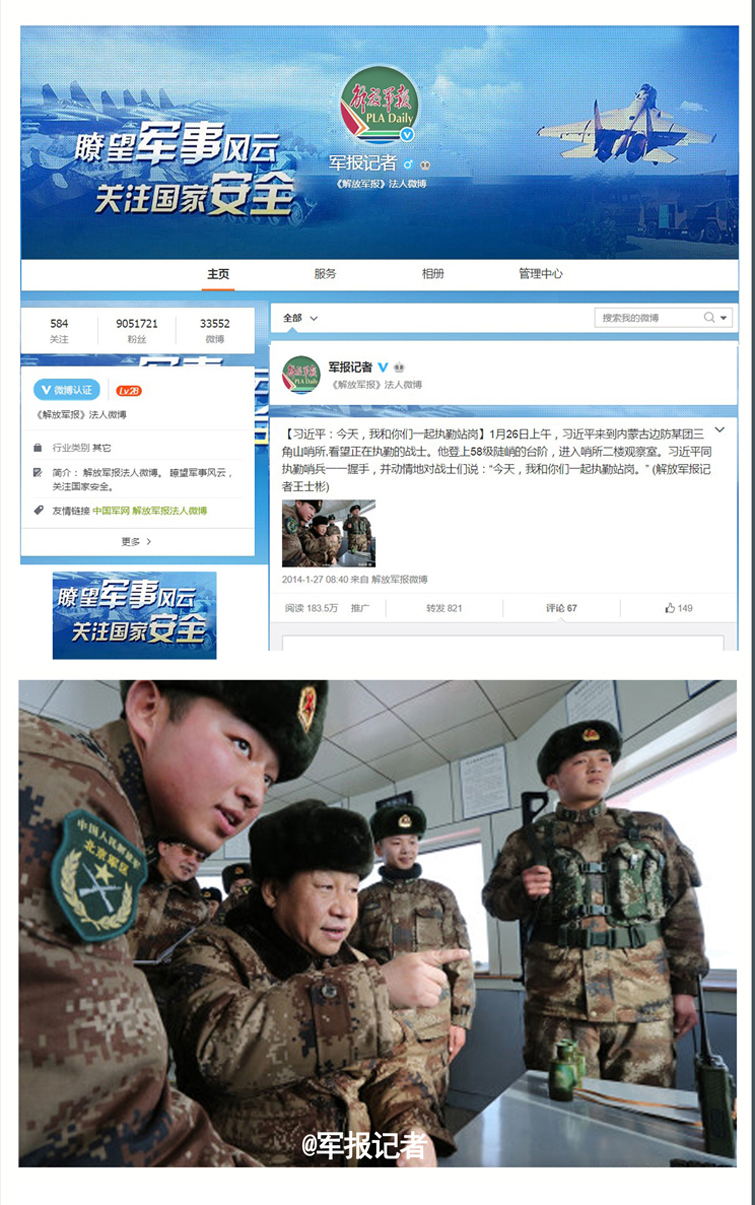 瞭望军事风云
关注国家安全
解放军报
PLA Daily
军报记者
《解放军报》法人微博
主页 服务 相册 管理中心
584 9051721 33552
关注 粉丝 微博
微博认证 Lv28
《解放军报》法人微博
行业类别 其它
简介： 解放军报法人微博。 瞭望军事风云，
关注国家安全。
友情链接 中国军网 解放军报法人微博
更多
瞭望军事风云
关注国家安全
全部
搜索我的微博
解放军报
PLA Daily
军报记者
《解放军报》法人微博
【习近平：今天，我和你们一起执勤站岗】1月26日上午，习近平来到内蒙古边防某团三
角山哨所,看望正在执勤的战士。他登上58级陡峭的台阶，进入哨所二楼观察室。习近平同
执勤哨兵一一握手，并动情地对战士们说：“今天，我和你们一起执勤站岗。” (解放军报记
者王士彬)
2014-1-27 08:40 来自 解放军报微博
阅读 183.5万 推广 转发 821 评论 67 149
中国人民解放军
北京军区
@军报记者